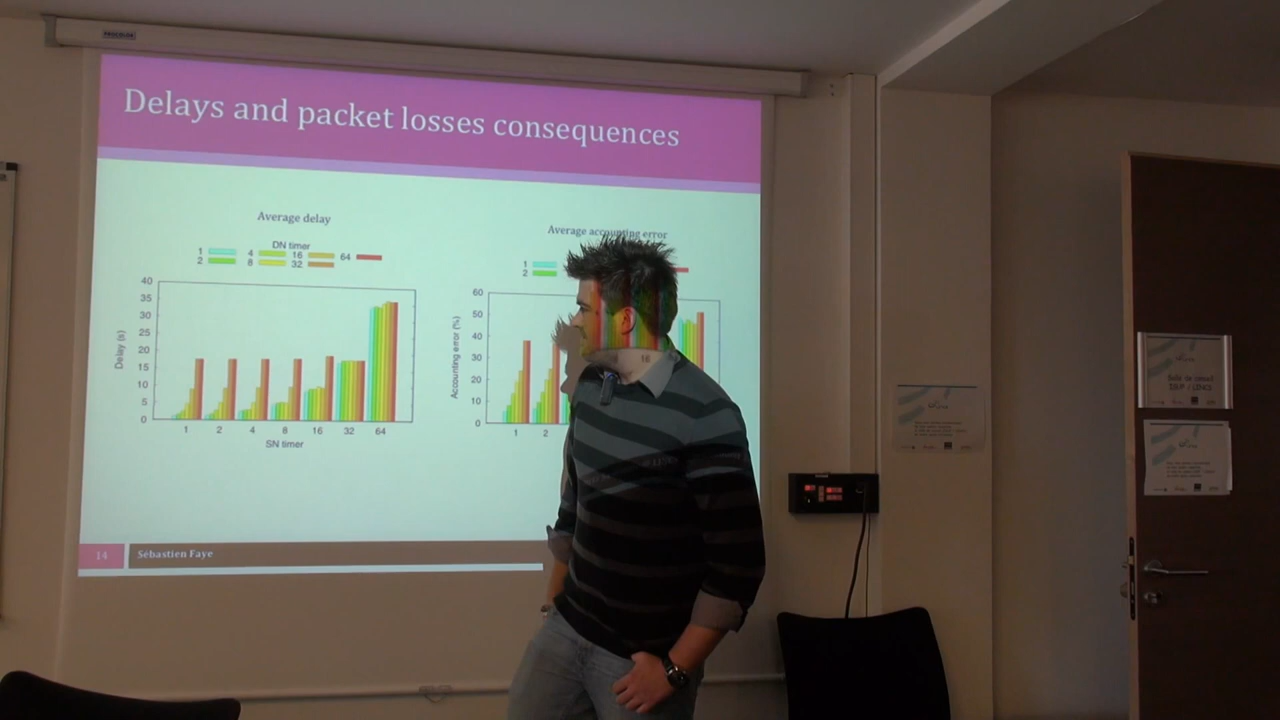 Delays and packet losses consequences
Average delay
DN timer
1 4 16 64
2 8 32
40
35
30
25
20
15
10
5
0
Delay (s)
1 2 4 8 16 32 64
SN timer
Average accounting error
1
2
60
50
40
30
20
10
0
Accounting error (%)
1 2
16
14 Sébastien Faye